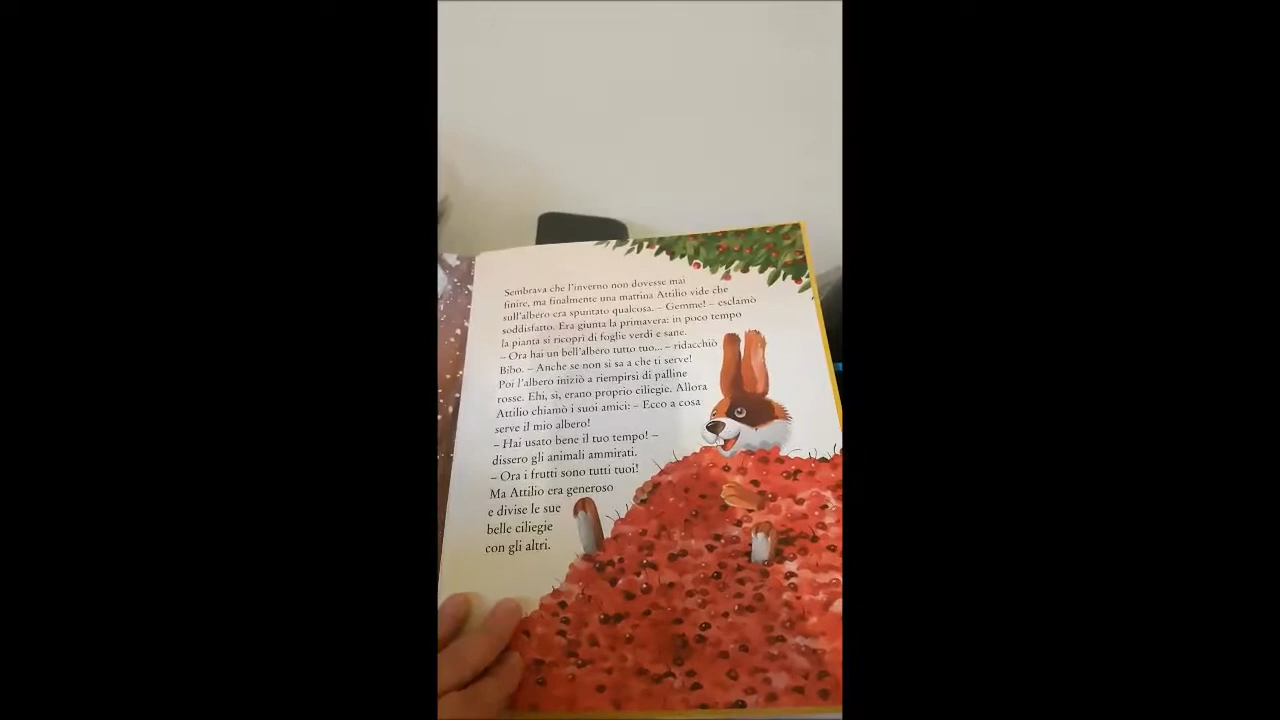 Sembrava che l'inverno non dovesse mai
finire, ma finalmente una mattina Attilio vide che
sull'albero era spuntato qualcosa. – Gemme! – esclamò
soddisfatto. Era giunta la primavera: in poco tempo
la pianta si ricoprì di foglie verdi e sane.
– Ora hai un bell'albero tutto tuo... – ridacchiò
Bibo. – Anche se non si sa a che ti serve!
Poi l'albero iniziò a riempirsi di palline
rosse. Ehi, sì, erano proprio ciliegie. Allora
Attilio chiamò i suoi amici: – Ecco a cosa
serve il mio albero!
– Hai usato bene il tuo tempo! –
dissero gli animali ammirati.
– Ora i frutti sono tutti tuoi!
Ma Attilio era generoso
e divise le sue
belle ciliegie
con gli altri.